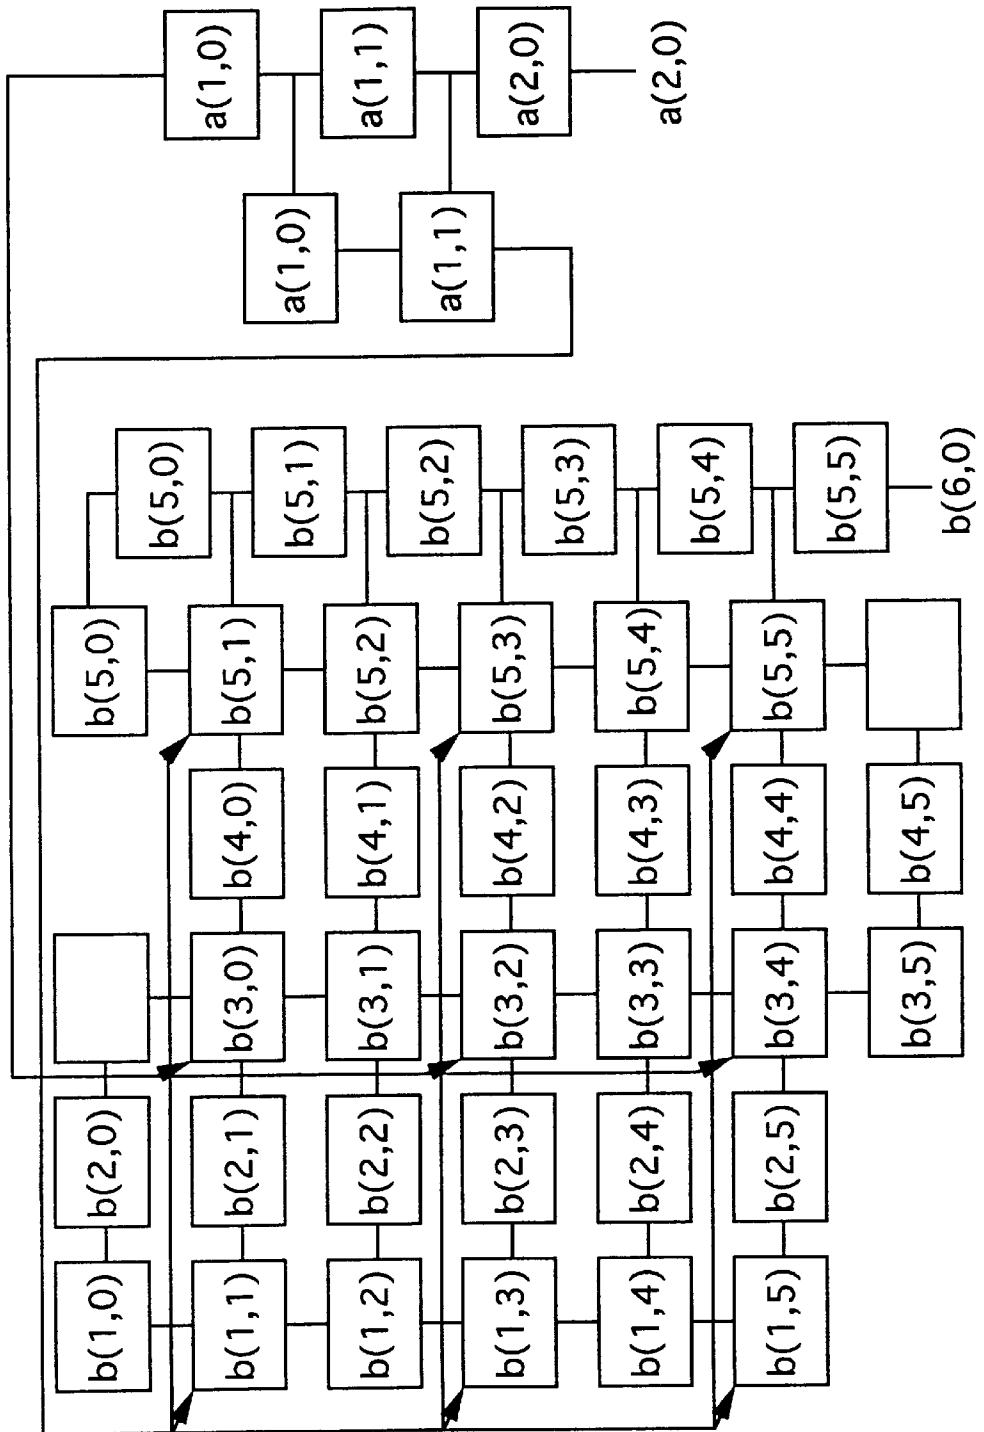 b(1,0) b(2,0) b(5,0)
b(5,0)
a(1,0)
b(1,1) b(2,1) b(3,0) b(4,0) b(5,1)
a(1,0)
b(5,1)
a(1,1)
b(1,2) b(2,2) b(3,1) b(4,1) b(5,2)
b(5,2)
a(1,1)
b(1,3) b(2,3) b(3,2) b(4,2) b(5,3)
a(2,0)
b(5,3)
b(1,4) b(2,4) b(3,3) b(4,3) b(5,4)
a(2,0)
b(5,4)
b(1,5) b(2,5) b(3,4) b(4,4) b(5,5)
b(5,5)
b(3,5) b(4,5)
b(6,0)